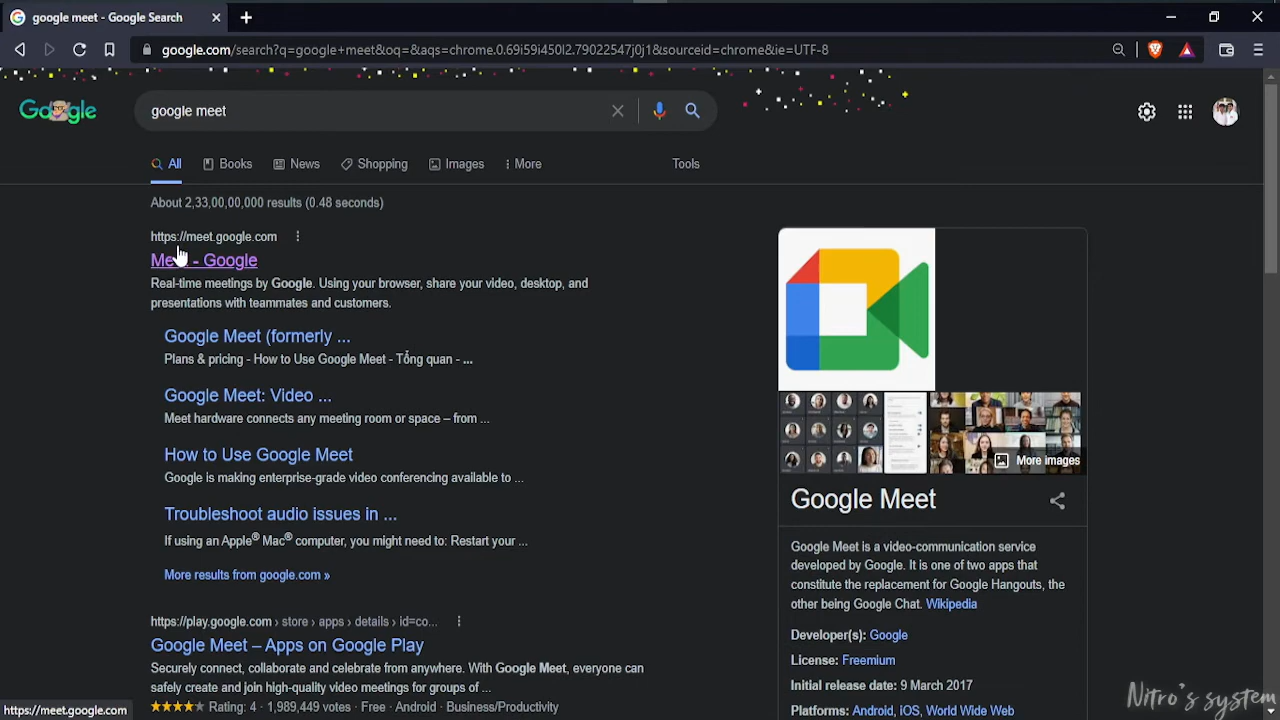 google meet - Google Search
google.com/search?q=google+meet&oq=&aqs=chrome.0.69i59i450l2.79022547j0j1&sourceid=chrome&ie=UTF-8
Google
google meet
All
Books
News
Shopping
Images
More
Tools
About 2,33,00,00,000 results (0.48 seconds)
https://meet.google.com
Meet - Google
Real-time meetings by Google. Using your browser, share your video, desktop, and
presentations with teammates and customers.
Google Meet (formerly ...
Plans & pricing - How to Use Google Meet - Tổng quan - ...
Google Meet: Video ...
Meet hardware connects any meeting room or space – from ...
How to Use Google Meet
Google is making enterprise-grade video conferencing available to ...
Troubleshoot audio issues in ...
If using an Apple® Mac® computer, you might need to: Restart your ...
More results from google.com »
https://play.google.com › store › apps › details › id=co...
Google Meet – Apps on Google Play
Securely connect, collaborate and celebrate from anywhere. With Google Meet, everyone can
safely create and join high-quality video meetings for groups of ...
Rating: 4 · 1,989,449 votes · Free · Android · Business/Productivity
https://meet.google.com
More images
Google Meet
Google Meet is a video-communication service
developed by Google. It is one of two apps that
constitute the replacement for Google Hangouts, the
other being Google Chat. Wikipedia
Developer(s): Google
License: Freemium
Initial release date: 9 March 2017
Platforms: Android, iOS, World Wide Web
Nitro's system